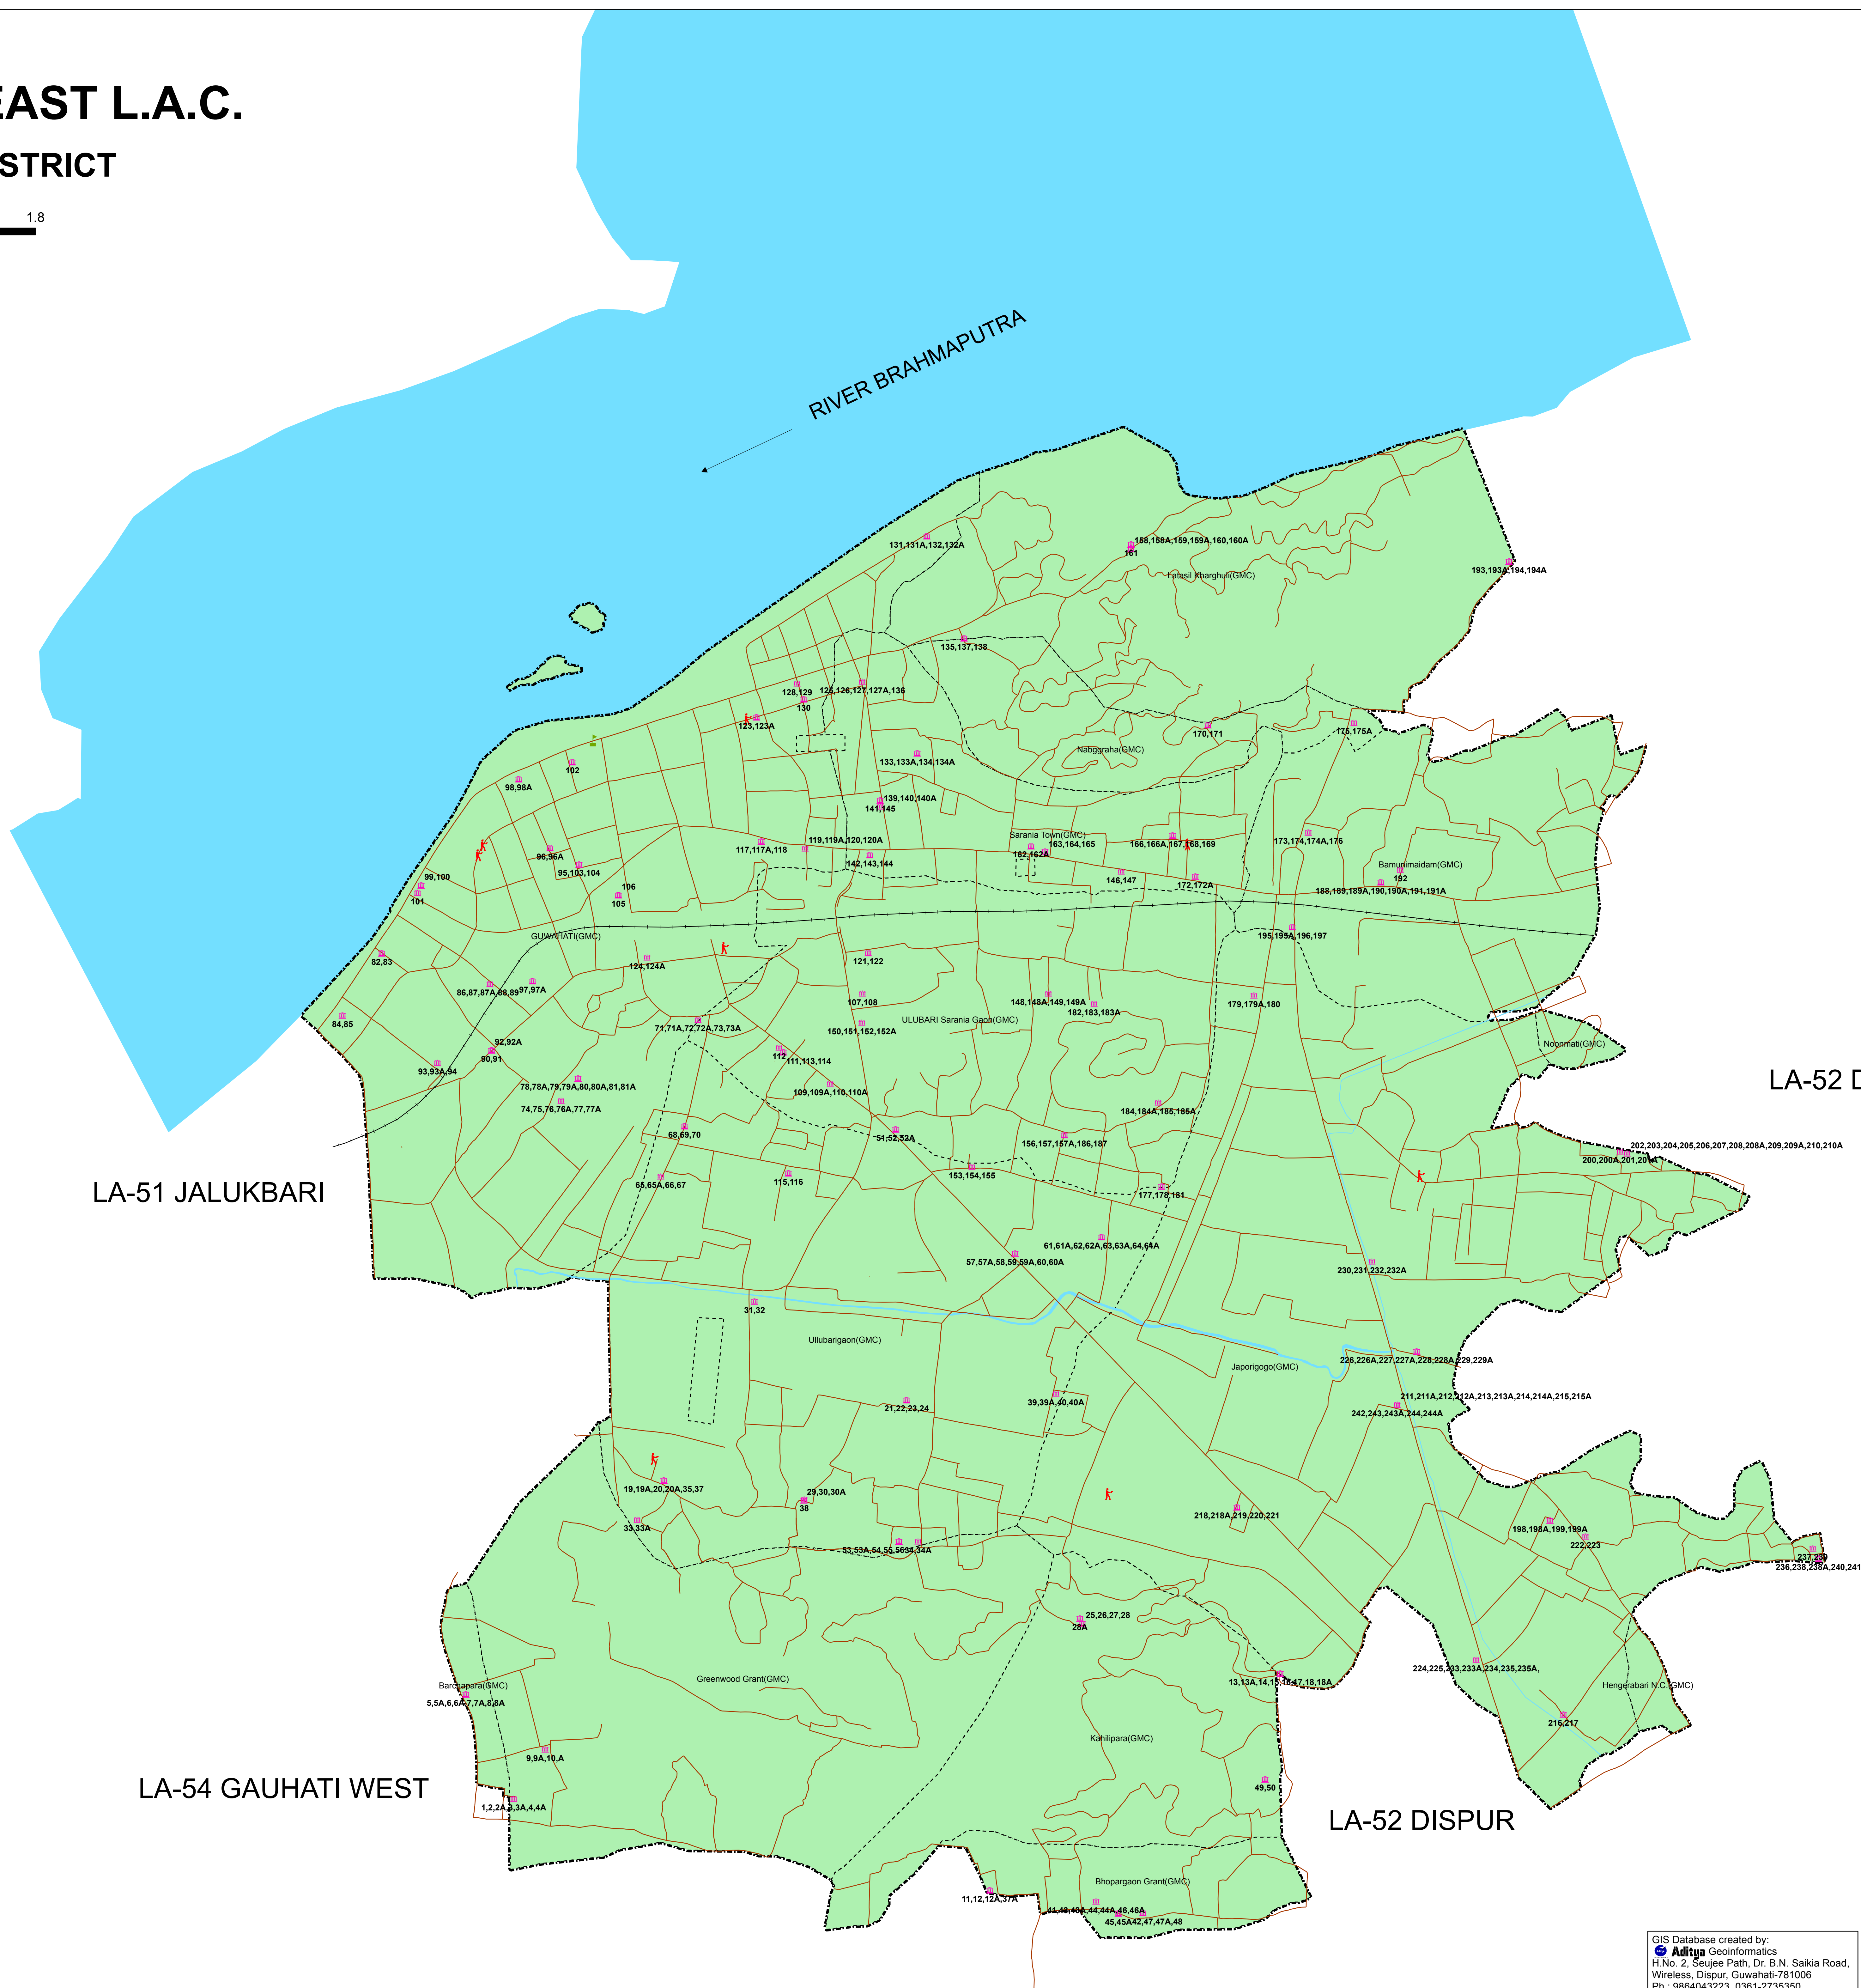 EAST L.A.C.
STRICT
1.8
RIVER BRAHMAPUTRA
131,131A,132,132A
158,158A,159,159A,160,160A
161
Latasil Kharghuli(GMC)
193,193A,194,194A
135,137,138
128,129
125,126,127,127A,136
130
123,123A
170,171
175,175A
Nabggraha(GMC)
133,133A,134,134A
102
98,98A
139,140,140A
141,145
Sarania Town(GMC)
119,119A,120,120A
117,117A,118
163,164,165
166,166A,167,168,169
173,174,174A,176
162,162A
142,143,144
96,96A
95,103,104
Bamunimaidam(GMC)
192
146,147
172,172A
188,189,189A,190,190A,191,191A
99,100
101
106
105
GUWAHATI(GMC)
195,195A,196,197
82,83
124,124A
121,122
86,87,87A,88,89
97,97A
107,108
148,148A,149,149A
182,183,183A
179,179A,180
84,85
ULUBARI Sarania Gaon(GMC)
71,71A,72,72A,73,73A
150,151,152,152A
92,92A
90,91
Noonmati(GMC)
112
111,113,114
93,93A,94
LA-52 D
78,78A,79,79A,80,80A,81,81A
109,109A,110,110A
74,75,76,76A,77,77A
184,184A,185,185A
68,69,70
51,52,52A
156,157,157A,186,187
202,203,204,205,206,207,208,208A,209,209A,210,210A
200,200A,201,201A
153,154,155
65,65A,66,67
115,116
LA-51 JALUKBARI
177,178,181
61,61A,62,62A,63,63A,64,64A
57,57A,58,59,59A,60,60A
230,231,232,232A
31,32
Ullubarigaon(GMC)
226,226A,227,227A,228,228A,229,229A
Japorigogo(GMC)
211,211A,212,212A,213,213A,214,214A,215,215A
39,39A,40,40A
21,22,23,24
242,243,243A,244,244A
19,19A,20,20A,35,37
29,30,30A
38
218,218A,219,220,221
33,33A
198,198A,199,199A
222,223
53,53A,54,55,56
34,34A
237,239
236,238,238A,240,241
25,26,27,28
28A
224,225,233,233A,234,235,235A,
Greenwood Grant(GMC)
13,13A,14,15,16,17,18,18A
Barchapara(GMC)
Hengerabari N.C.(GMC)
5,5A,6,6A,7,7A,8,8A
216,217
Kahilipara(GMC)
9,9A,10,A
LA-54 GAUHATI WEST
49,50
1,2,2A,3,3A,4,4A
LA-52 DISPUR
Bhopargaon Grant(GMC)
11,12,12A,37A
45,45A
42,47,47A,48
GIS Database created by:
Aditya Geoinformatics
H.No. 2, Seujee Path, Dr. B.N. Saikia Road,
Wireless, Dispur, Guwahati-781006
Ph : 9864043223, 0361-2735350